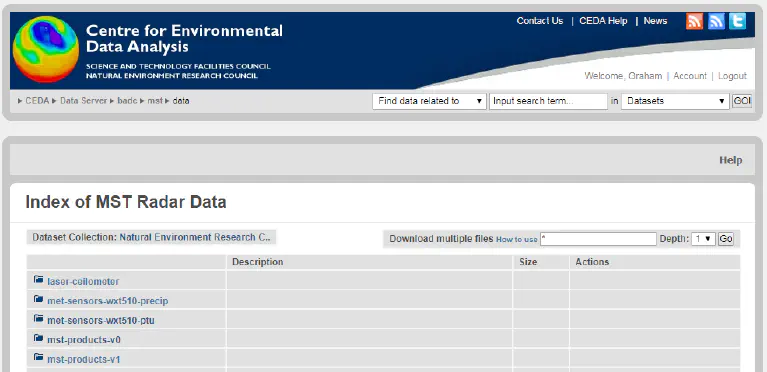 Centre for Environmental
Data Analysis
SCIENCE AND TECHNOLOGY FACILITIES COUNCIL
NATURAL ENVIRONMENT RESEARCH COUNCIL
Contact Us | CEDA Help | News
Welcome, Oraham | Account | Logout
CEDA Data Server badc mst data
Find data related to Input search term... in Datasets GO!
Help
Index of MST Radar Data
Dataset Collection: Natural Environment Research C..
Download multiple files How to use * Depth: 1 Go
Description Size Actions
laser-ceilometer
met-sensors-wxt510-precip
met-sensors-wxt510-ptu
mst-products-v0
mst-products-v1